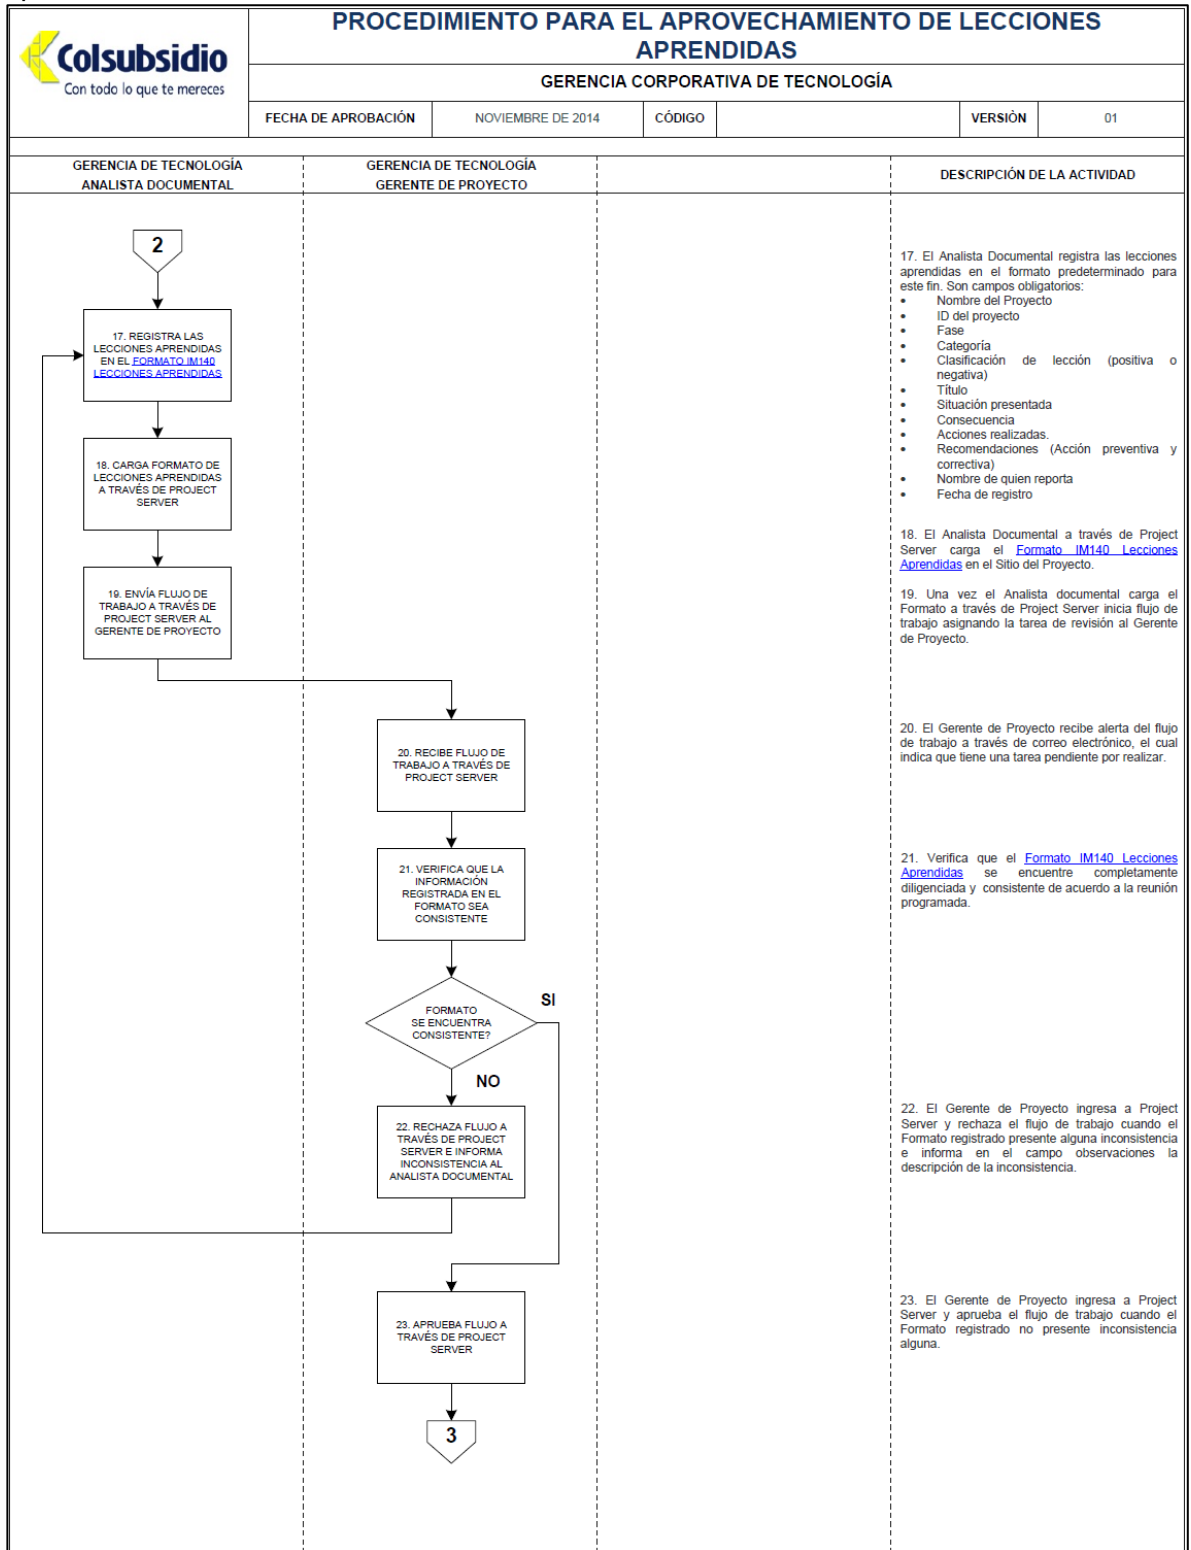 PROCEDIMIENTO PARA EL APROVECHAMIENTO DE LECCIONES
APRENDIDAS
Colsubsidio
Con todo lo que te mereces
GERENCIA CORPORATIVA DE TECNOLOGÍA
FECHA DE APROBACIÓN
NOVIEMBRE DE 2014
CÓDIGO
VERSIÒN
01
GERENCIA DE TECNOLOGÍA
ANALISTA DOCUMENTAL
GERENCIA DE TECNOLOGÍA
GERENTE DE PROYECTO
DESCRIPCIÓN DE LA ACTIVIDAD
2
17. REGISTRA LAS
LECCIONES APRENDIDAS
EN EL FORMATO IM140
LECCIONES APRENDIDAS
18. CARGA FORMATO DE
LECCIONES APRENDIDAS
A TRAVÉS DE PROJECT
SERVER
19. ENVÍA FLUJO DE
TRABAJO A TRAVÉS DE
PROJECT SERVER AL
GERENTE DE PROYECTO
20. RECIBE FLUJO DE
TRABAJO A TRAVÉS DE
PROJECT SERVER
21. VERIFICA QUE LA
INFORMACIÓN
REGISTRADA EN EL
FORMATO SEA
CONSISTENTE
FORMATO
SE ENCUENTRA
CONSISTENTE?
SI
NO
22. RECHAZA FLUJO A
TRAVÉS DE PROJECT
SERVER E INFORMA
INCONSISTENCIA AL
ANALISTA DOCUMENTAL
23. APRUEBA FLUJO A
TRAVÉS DE PROJECT
SERVER
3
17. El Analista Documental registra las lecciones
aprendidas en el formato predeterminado para
este fin. Son campos obligatorios:
• Nombre del Proyecto
• ID del proyecto
• Fase
• Categoría
• Clasificación de lección (positiva o
negativa)
• Título
• Situación presentada
• Consecuencia
• Acciones realizadas.
• Recomendaciones (Acción preventiva y
correctiva)
• Nombre de quien reporta
• Fecha de registro
18. El Analista Documental a través de Project
Server carga el Formato IM140 Lecciones
Aprendidas en el Sitio del Proyecto.
19. Una vez el Analista documental carga el
Formato a través de Project Server inicia flujo de
trabajo asignando la tarea de revisión al Gerente
de Proyecto.
20. El Gerente de Proyecto recibe alerta del flujo
de trabajo a través de correo electrónico, el cual
indica que tiene una tarea pendiente por realizar.
21. Verifica que el Formato IM140 Lecciones
Aprendidas se encuentre completamente
diligenciada y consistente de acuerdo a la reunión
programada.
22. El Gerente de Proyecto ingresa a Project
Server y rechaza el flujo de trabajo cuando el
Formato registrado presente alguna inconsistencia
e informa en el campo observaciones la
descripción de la inconsistencia.
23. El Gerente de Proyecto ingresa a Project
Server y aprueba el flujo de trabajo cuando el
Formato registrado no presente inconsistencia
alguna.